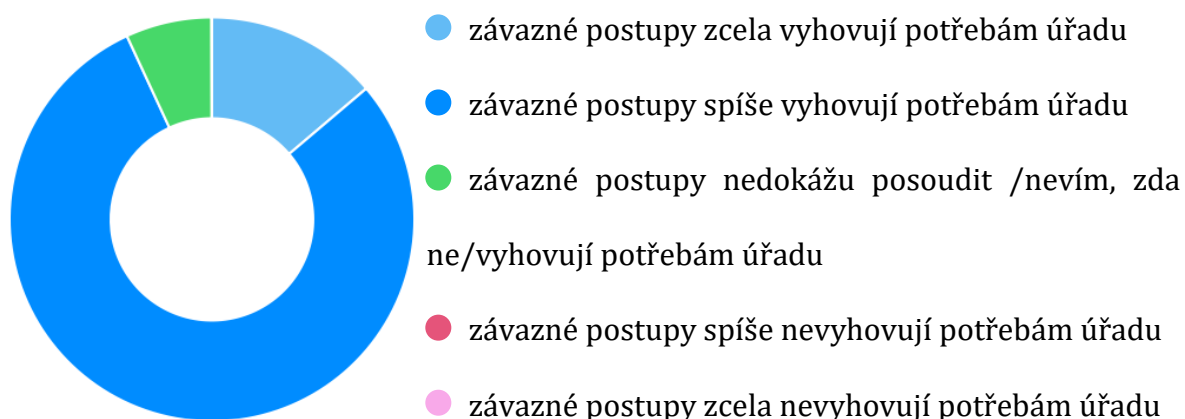 závazné postupy zcela vyhovují potřebám úřadu
závazné postupy spíše vyhovují potřebám úřadu
závazné postupy nedokážu posoudit /nevím, zda
ne/vyhovují potřebám úřadu
závazné postupy spíše nevyhovují potřebám úřadu
závazné postupy zcela nevyhovují potřebám úřadu